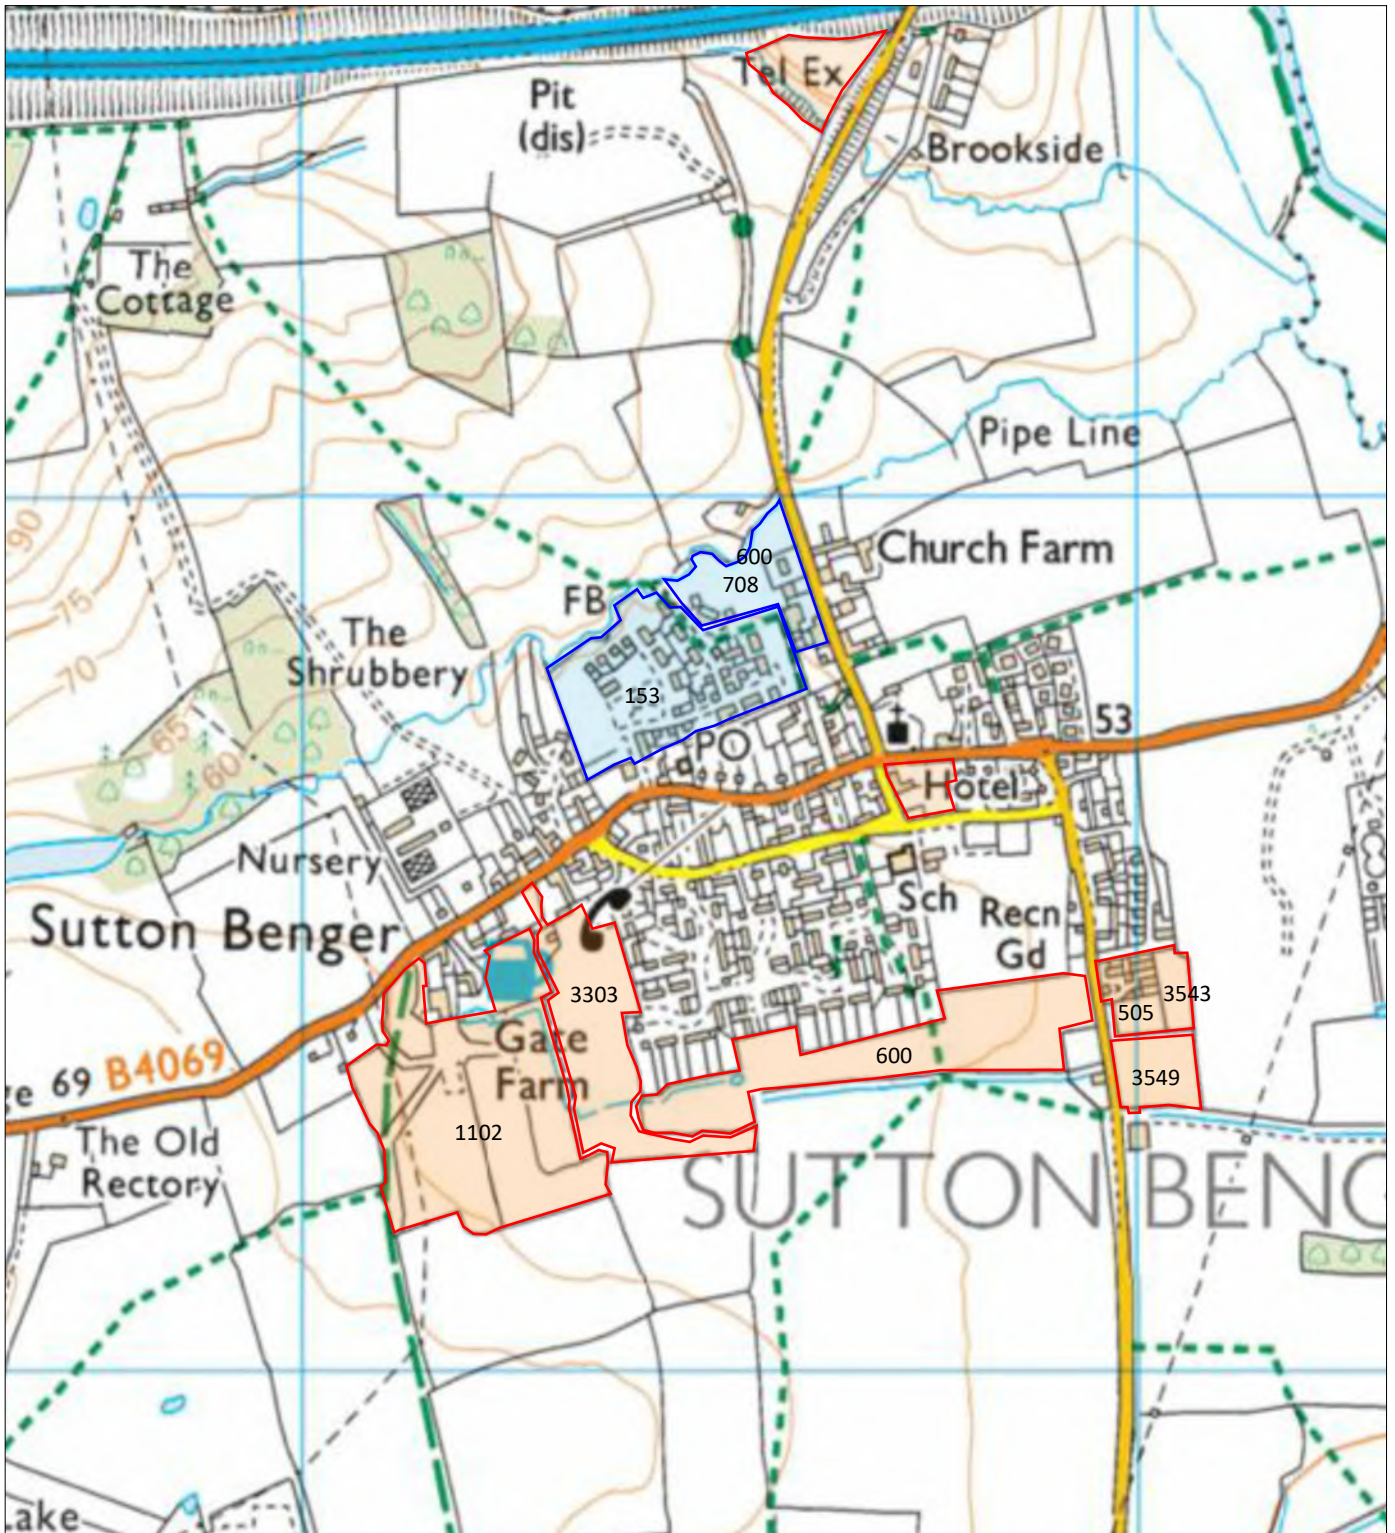 Tel Ex
Pit
(dis)
Brookside
The
Cottage
Pipe Line
90
Church Farm
600
708
75
FB
The
Shrubbery
70
153
65
53
PO
60
Hotel
Nursery
Sch
Recn
Gd
Sutton Benger
3303
3543
505
Gate
Farm
600
ge 69 B4069
3549
1102
The Old
Rectory
SUTTON BENG
Lake